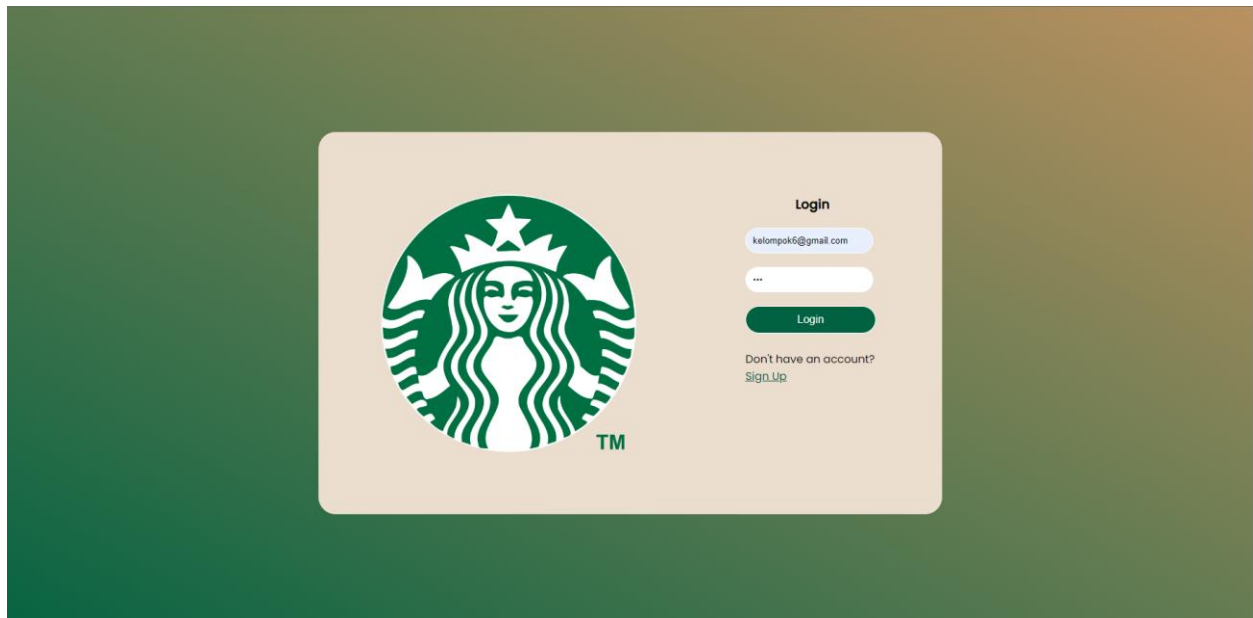 Login
kelompok6@gmail.com
•••
Login
Don't have an account?
Sign Up
TM